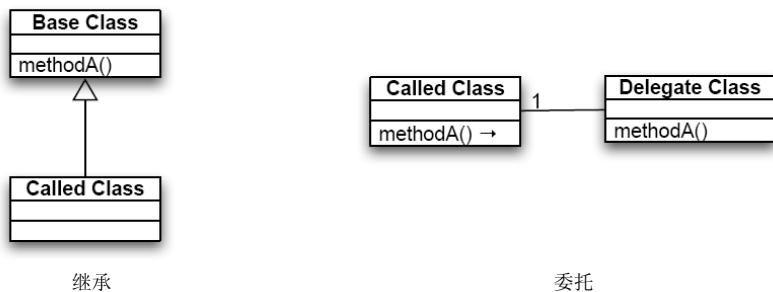 Base Class
methodA()
Called Class
继承
Called Class
methodA() →
1
Delegate Class
methodA()
委托